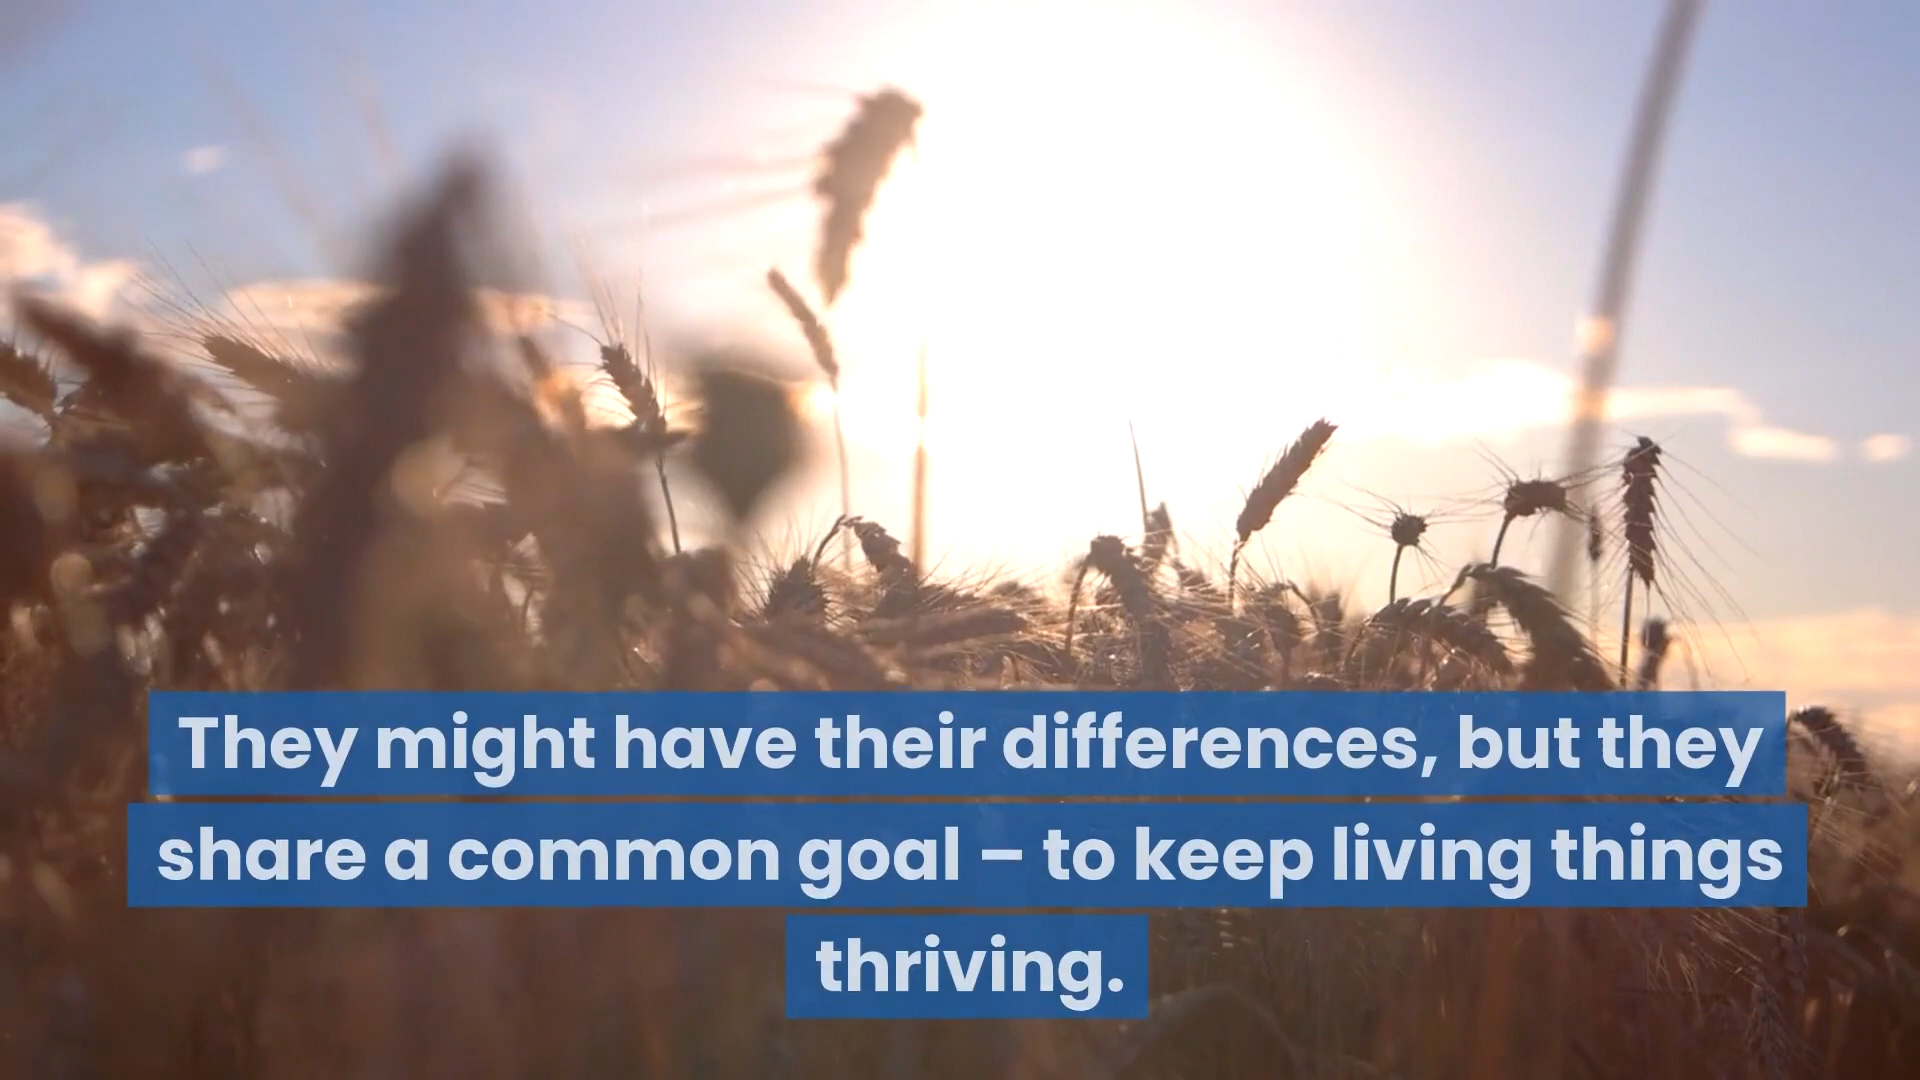 They might have their differences, but they
share a common goal – to keep living things
thriving.